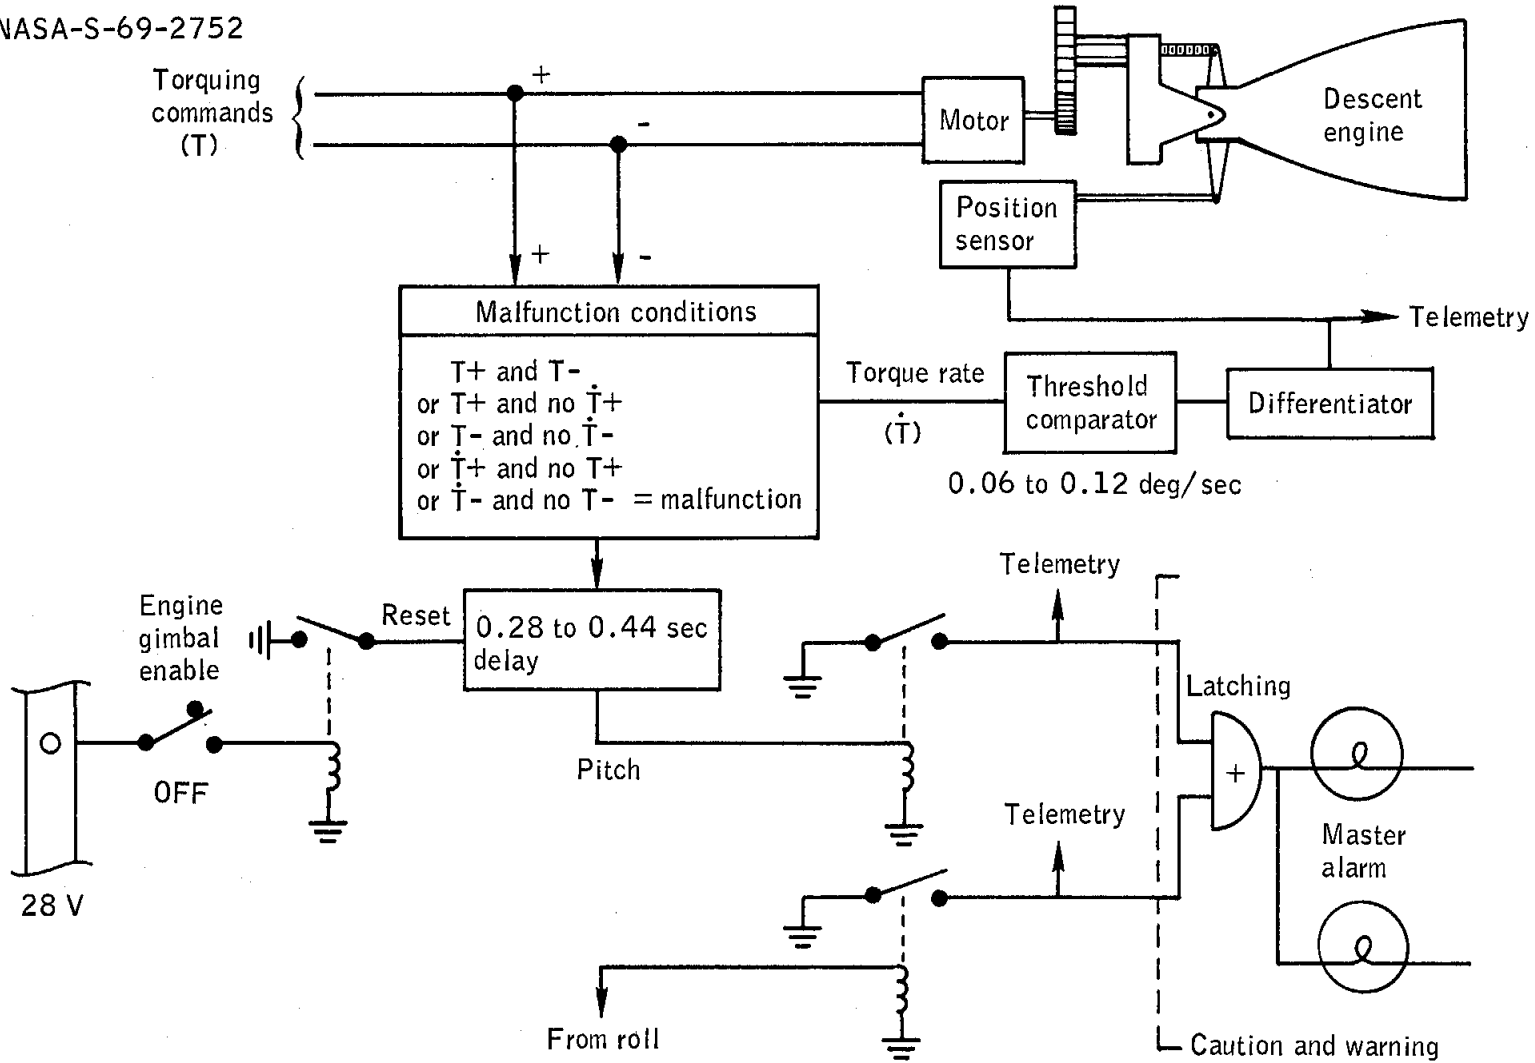 NASA-S-69-2752
Torquing
commands
(T)
+
-
Motor
Descent
engine
Position
sensor
+
-
Malfunction conditions
T+ and T-
or T+ and no Ṫ+
or T- and no Ṫ-
or Ṫ+ and no T+
or Ṫ- and no T- = malfunction
Telemetry
Torque rate
(Ṫ)
Threshold
comparator
Differentiator
0.06 to 0.12 deg/sec
Engine
gimbal
enable
Reset
0.28 to 0.44 sec
delay
Telemetry
Latching
OFF
Pitch
+
28 V
Telemetry
Master
alarm
From roll
Caution and warning